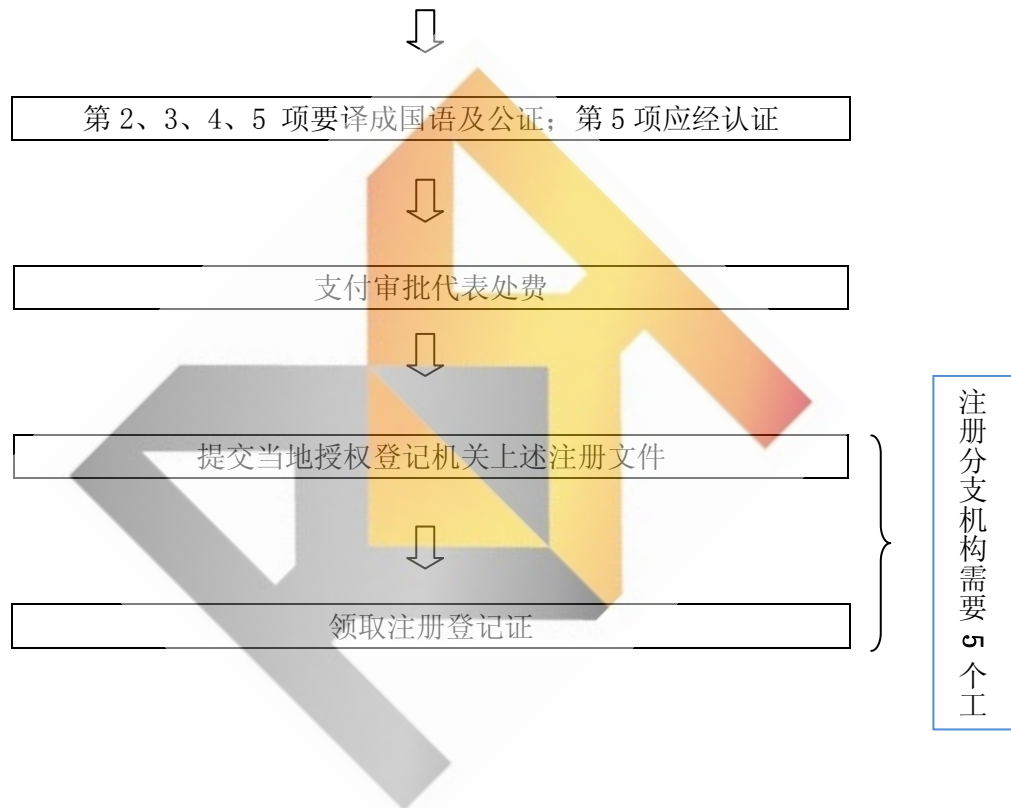 第 2、3、4、5 项要译成国语及公证；第 5 项应经认证
支付审批代表处费
提交当地授权登记机关上述注册文件
领取注册登记证
注册分支机构需要 5 个工